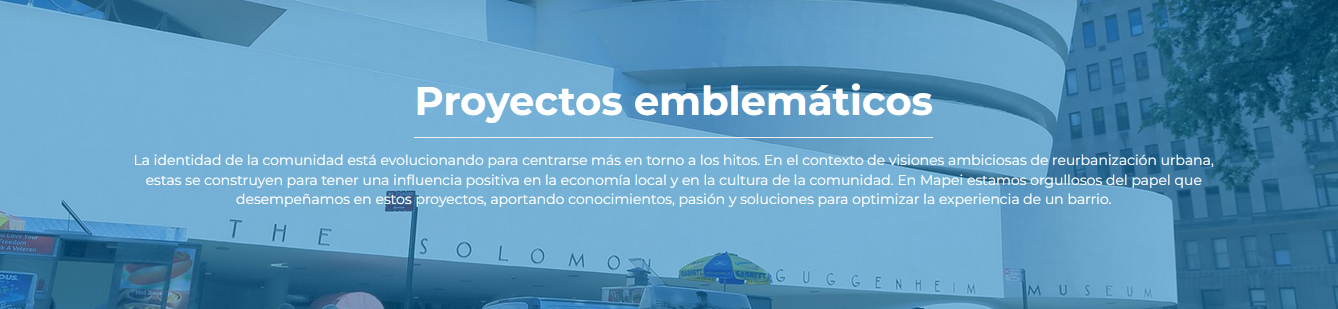 Proyectos emblemáticos
La identidad de la comunidad está evolucionando para centrarse más en torno a los hitos. En el contexto de visiones ambiciosas de reurbanización urbana,
estas se construyen para tener una influencia positiva en la economía local y en la cultura de la comunidad. En Mapei estamos orgullosos del papel que
desempeñamos en estos proyectos, aportando conocimientos, pasión y soluciones para optimizar la experiencia de un barrio.
THE SOLOMON GUGGENHEIM MUSEUM
Freedom
k A Veteran
SABRETT